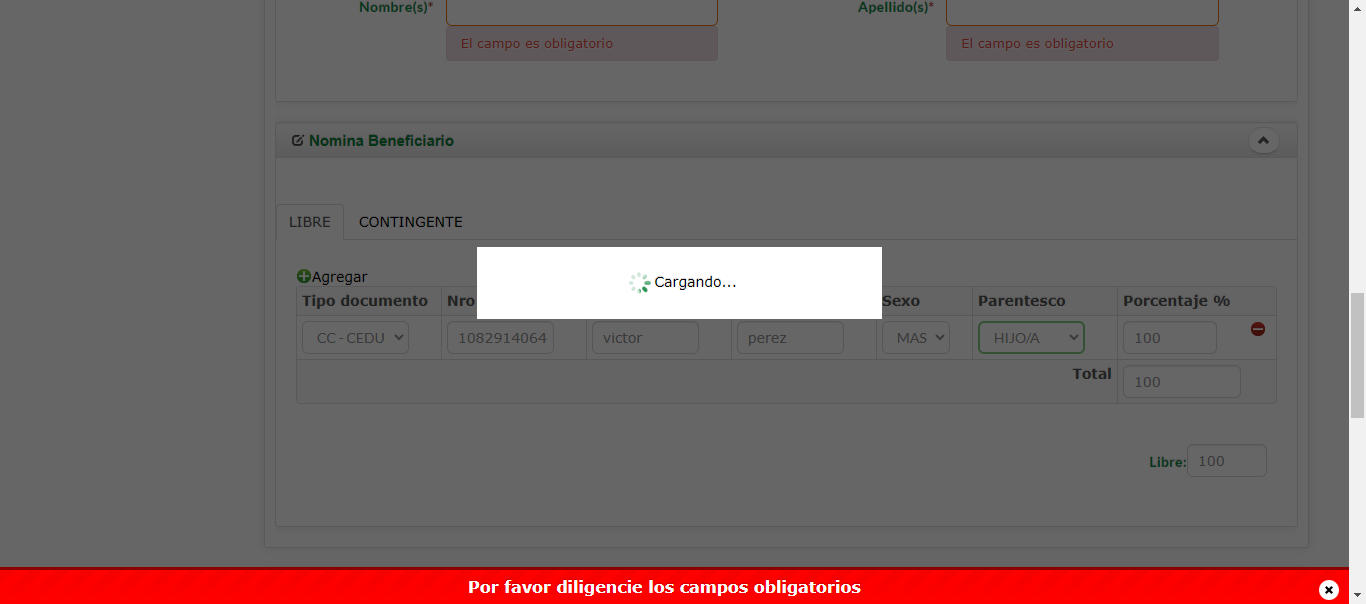 Nombre(s)* Apellido(s)*
El campo es obligatorio El campo es obligatorio
Nomina Beneficiario
LIBRE CONTINGENTE
Cargando...
Agregar
Tipo documento Nro Sexo Parentesco Porcentaje %
CC - CEDU 1082914064 victor perez MAS HIJO/A 100
Total 100
Libre: 100
Por favor diligencie los campos obligatorios